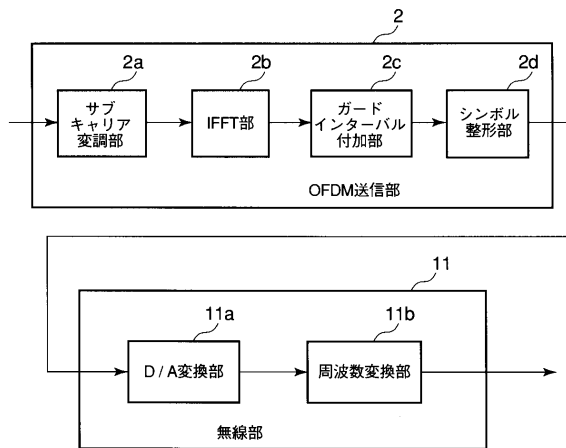 2
2a
2b
2c
2d
サブ
キャリア
変調部
IFFT部
ガード
インターバル
付加部
シンボル
整形部
OFDM送信部
11
11a
11b
D/A変換部
周波数変換部
無線部